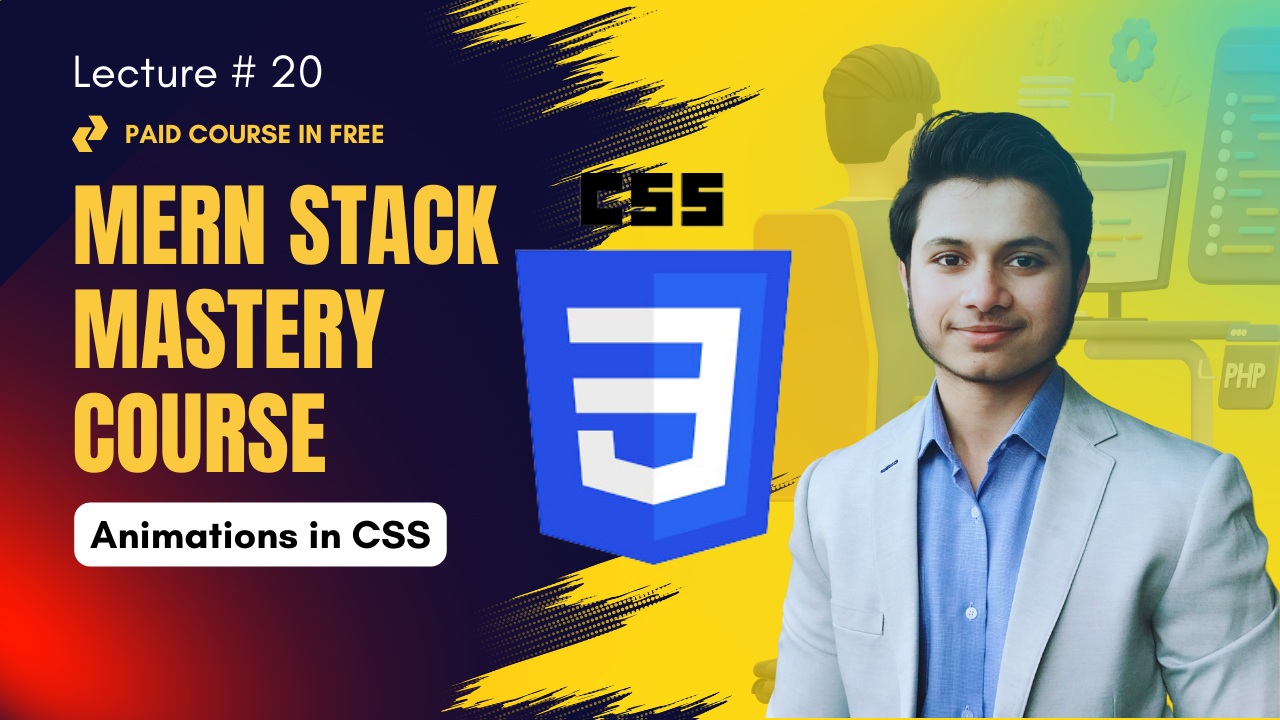 Lecture # 20
PAID COURSE IN FREE
MERN STACK
MASTERY
COURSE
Animations in CSS
CSS
3
PHP